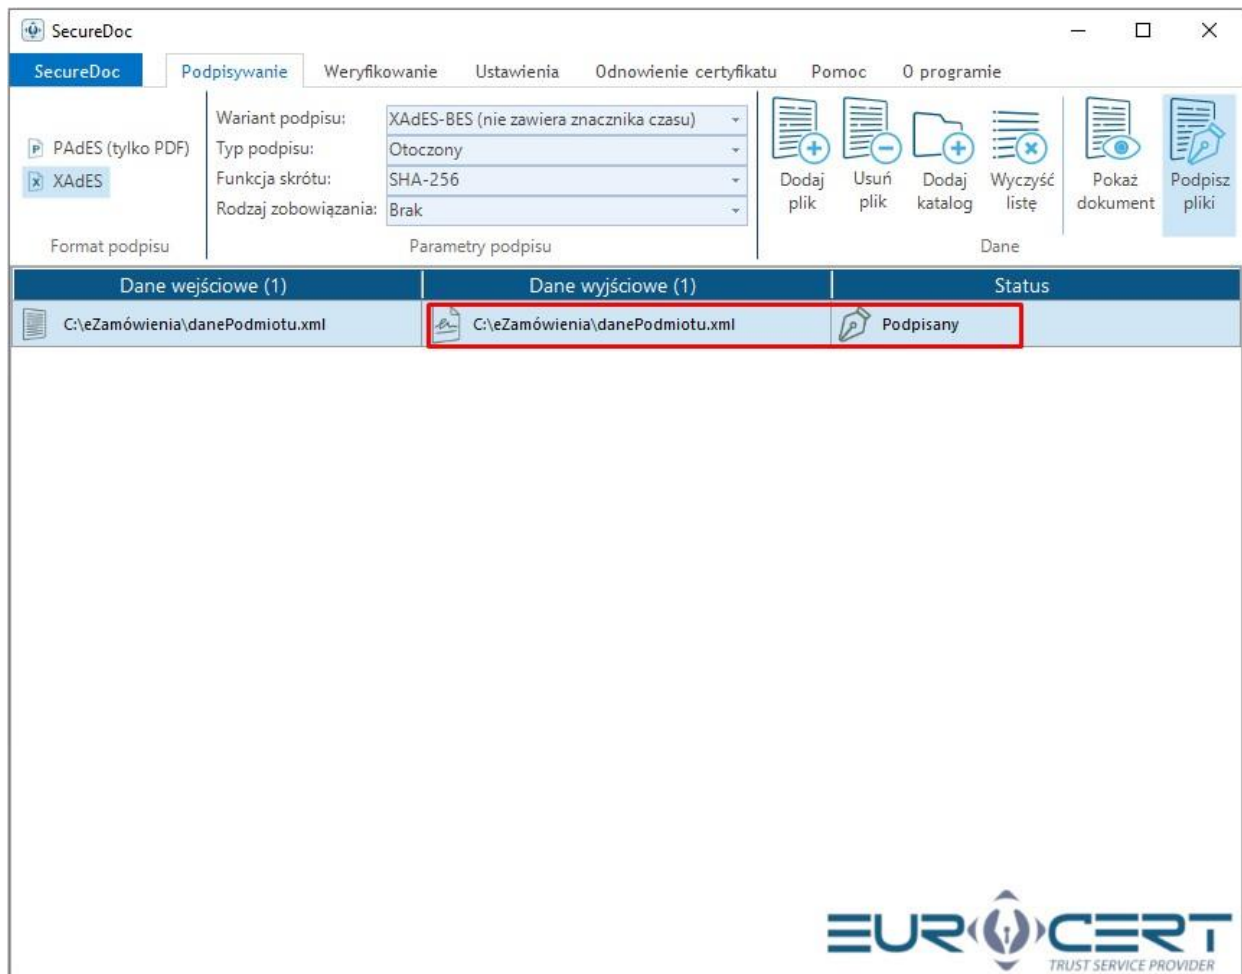 SecureDoc
SecureDoc Podpisywanie Weryfikowanie Ustawienia Odnowienie certyfikatu Pomoc O programie
PAdES (tylko PDF)
XAdES
Format podpisu
Wariant podpisu: XAdES-BES (nie zawiera znacznika czasu)
Typ podpisu: Otoczony
Funkcja skrótu: SHA-256
Rodzaj zobowiązania: Brak
Parametry podpisu
Dodaj plik
Usuń plik
Dodaj katalog
Wyczyść listę
Pokaż dokument
Podpisz pliki
Dane
Dane wejściowe (1) Dane wyjściowe (1) Status
C:\eZamówienia\danePodmiotu.xml C:\eZamówienia\danePodmiotu.xml Podpisany
EUROCERT
TRUST SERVICE PROVIDER